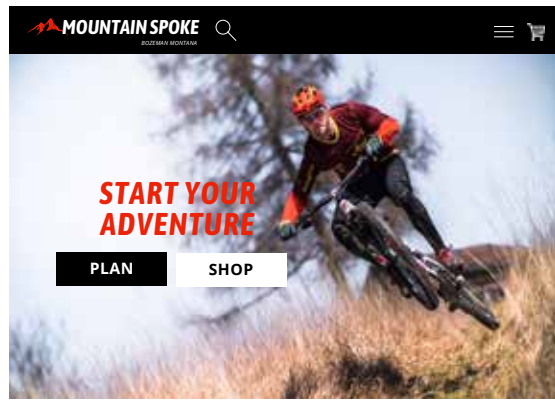 MOUNTAIN SPOKE
BOZEMAN MONTANA
START YOUR
ADVENTURE
PLAN
SHOP